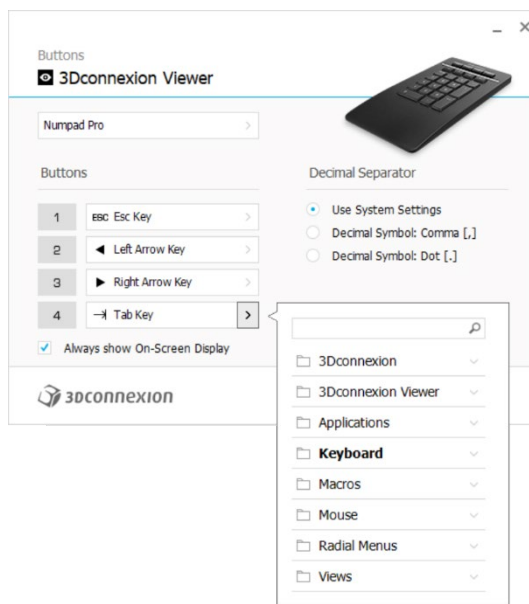 Buttons
3Dconnexion Viewer
Numpad Pro
Buttons
1 ESC Esc Key
2 Left Arrow Key
3 Right Arrow Key
4 Tab Key
Always show On-Screen Display
Decimal Separator
Use System Settings
Decimal Symbol: Comma [,]
Decimal Symbol: Dot [.]
3Dconnexion
3Dconnexion
3Dconnexion Viewer
Applications
Keyboard
Macros
Mouse
Radial Menus
Views